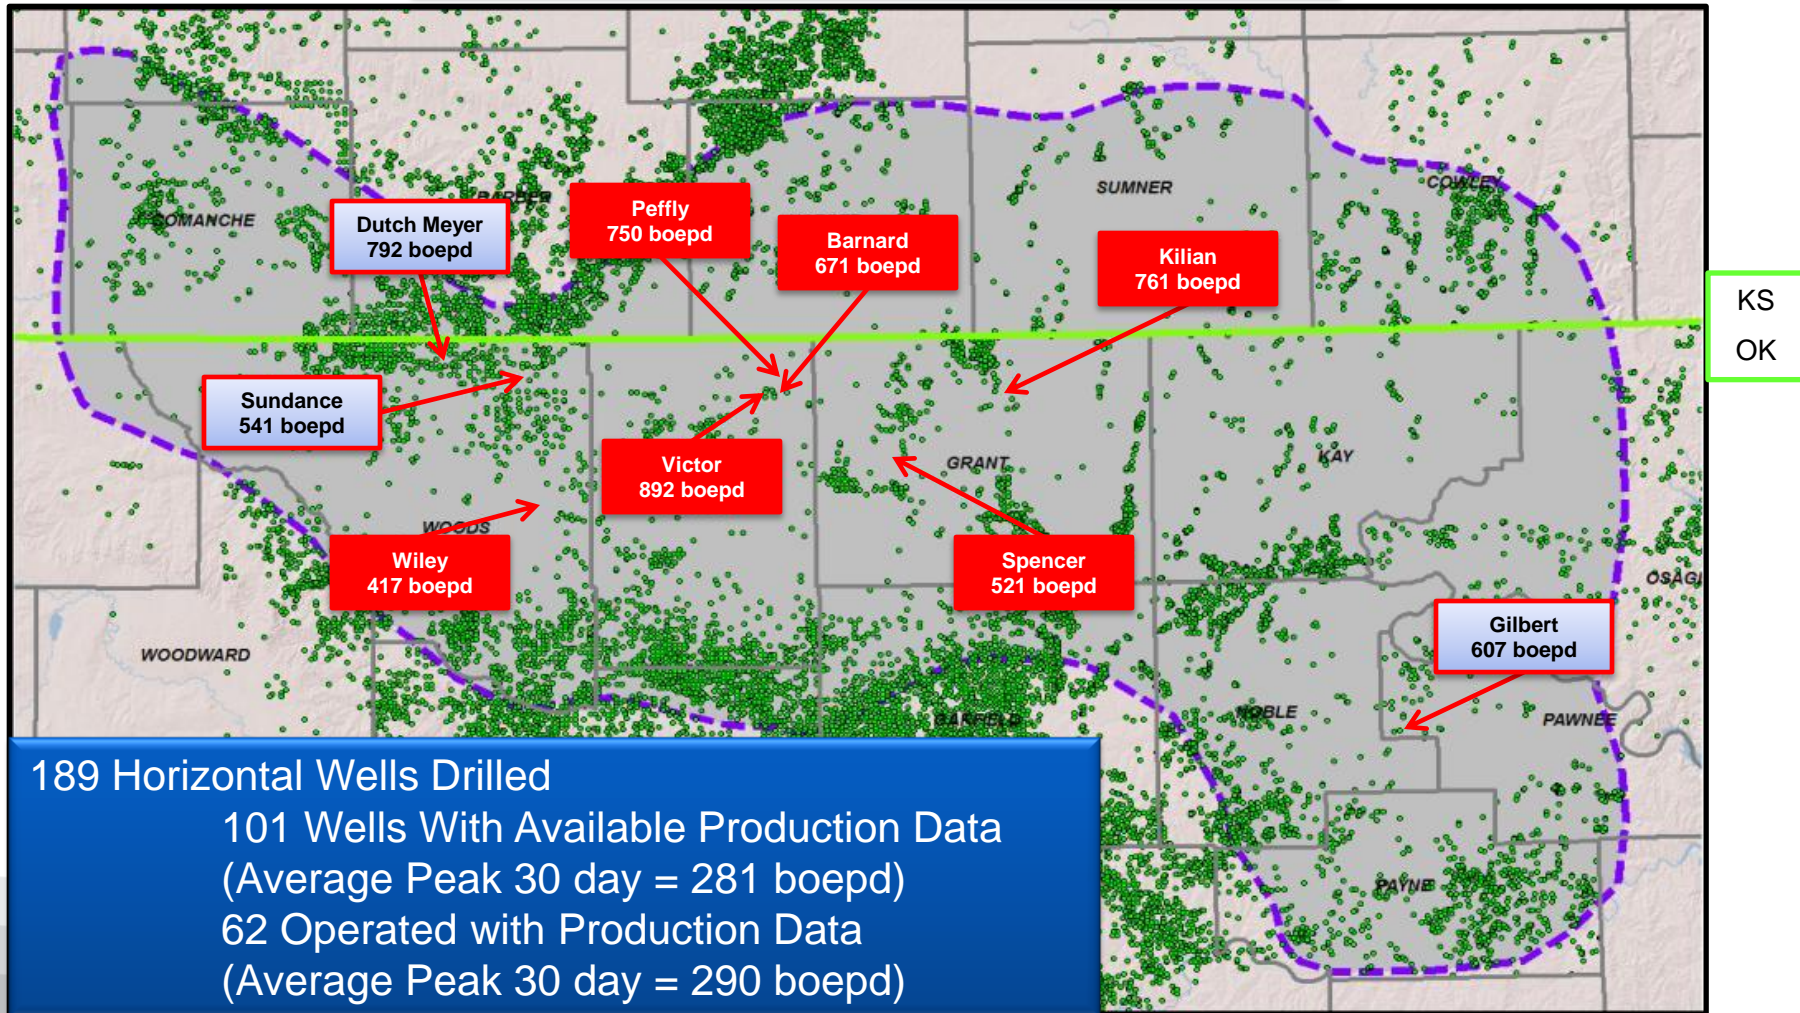 COMANCHE
BARBER
SUMNER
COWLEY
Dutch Meyer
792 boepd
Peffly
750 boepd
Barnard
671 boepd
Kilian
761 boepd
KS
OK
Sundance
541 boepd
Victor
892 boepd
GRANT
KAY
WOODS
Wiley
417 boepd
Spencer
521 boepd
OSAGE
WOODWARD
Gilbert
607 boepd
GARFIELD
NOBLE
PAWNEE
PAYNE
189 Horizontal Wells Drilled
101 Wells With Available Production Data
(Average Peak 30 day = 281 boepd)
62 Operated with Production Data
(Average Peak 30 day = 290 boepd)